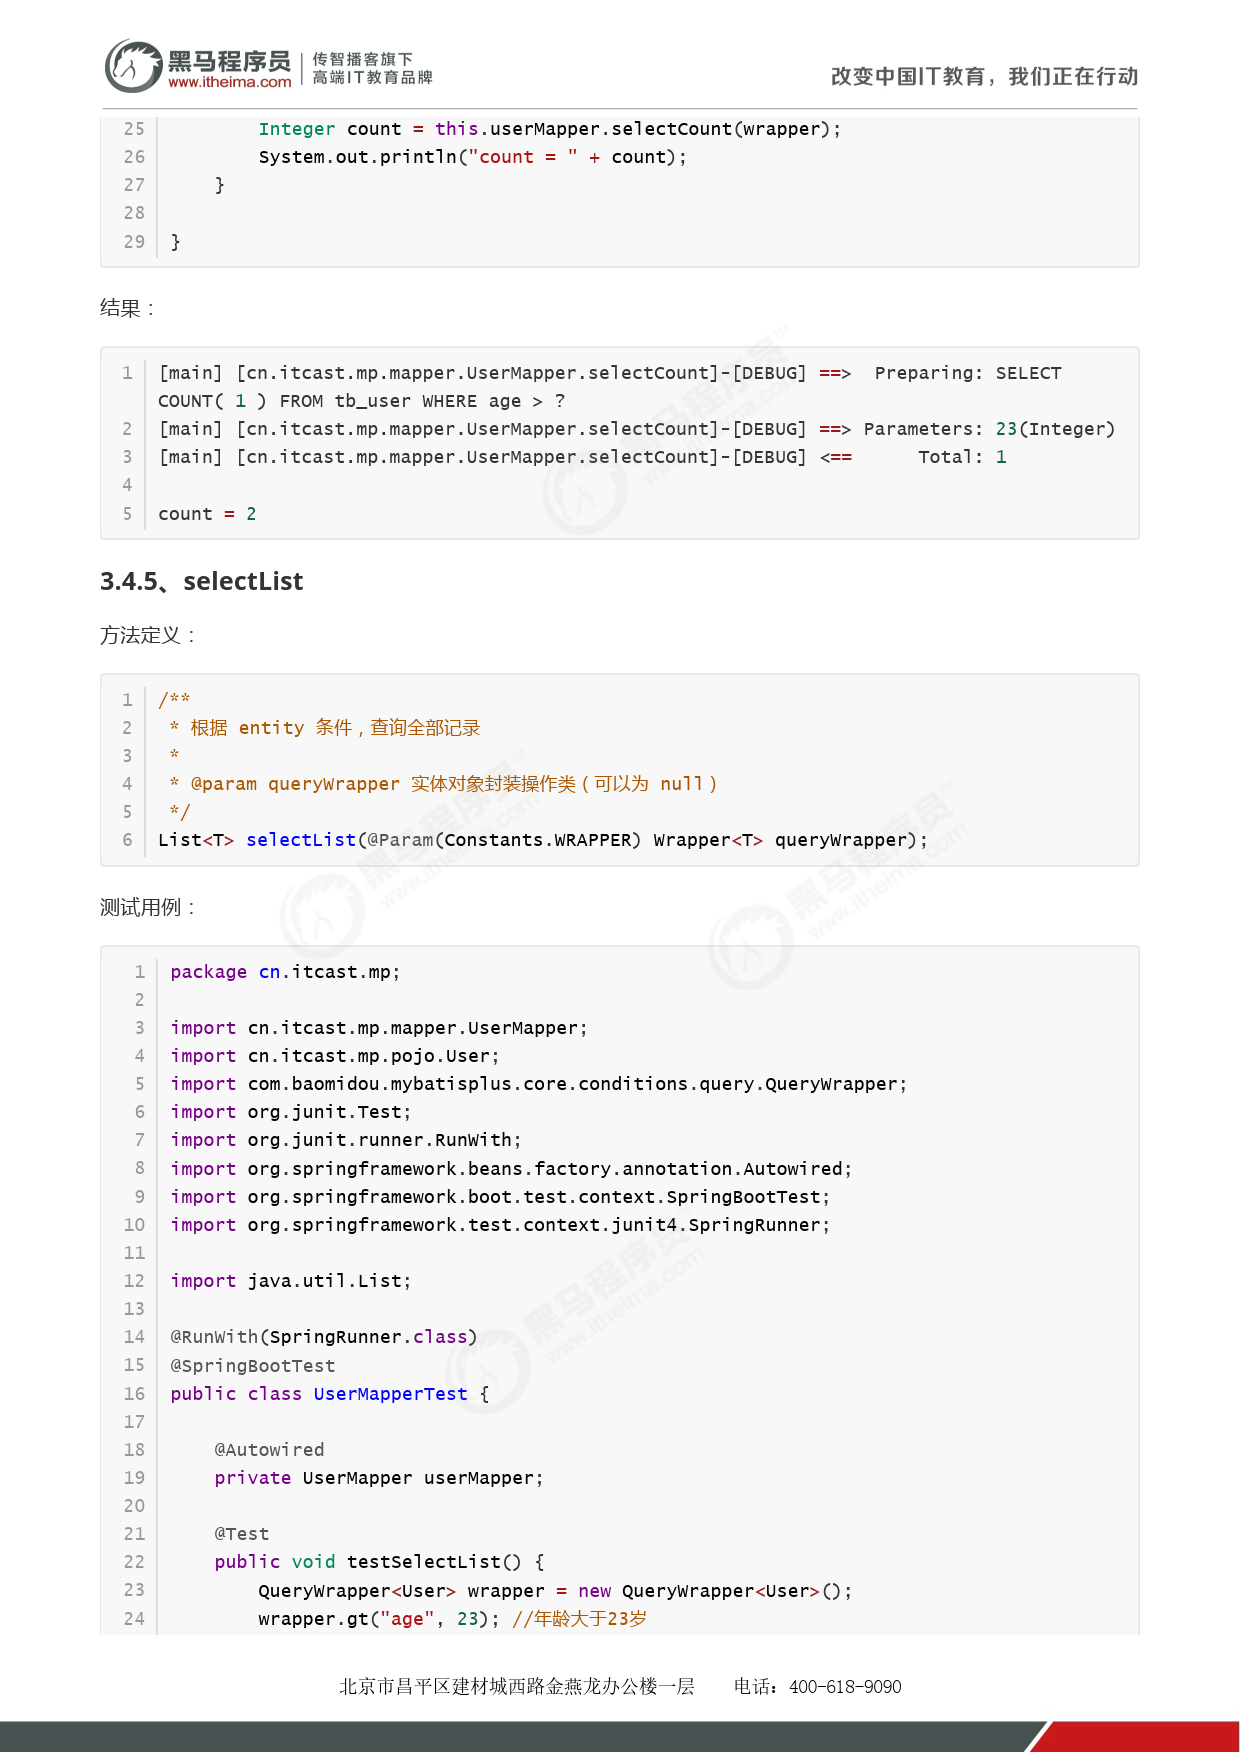 黑马程序员
www.itheima.com
传智播客旗下
高端IT教育品牌
改变中国IT教育，我们正在行动
25         Integer count = this.userMapper.selectCount(wrapper);
26         System.out.println("count = " + count);
27     }
28
29 }
结果：
1 [main] [cn.itcast.mp.mapper.UserMapper.selectCount]-[DEBUG] ==>  Preparing: SELECT
COUNT( 1 ) FROM tb_user WHERE age > ?
2 [main] [cn.itcast.mp.mapper.UserMapper.selectCount]-[DEBUG] ==> Parameters: 23(Integer)
3 [main] [cn.itcast.mp.mapper.UserMapper.selectCount]-[DEBUG] <==      Total: 1
4
5 count = 2
3.4.5、selectList
方法定义：
1 /**
2  * 根据 entity 条件，查询全部记录
3  *
4  * @param queryWrapper 实体对象封装操作类（可以为 null）
5  */
6 List<T> selectList(@Param(Constants.WRAPPER) Wrapper<T> queryWrapper);
测试用例：
1 package cn.itcast.mp;
2
3 import cn.itcast.mp.mapper.UserMapper;
4 import cn.itcast.mp.pojo.User;
5 import com.baomidou.mybatisplus.core.conditions.query.QueryWrapper;
6 import org.junit.Test;
7 import org.junit.runner.RunWith;
8 import org.springframework.beans.factory.annotation.Autowired;
9 import org.springframework.boot.test.context.SpringBootTest;
10 import org.springframework.test.context.junit4.SpringRunner;
11
12 import java.util.List;
13
14 @RunWith(SpringRunner.class)
15 @SpringBootTest
16 public class UserMapperTest {
17
18     @Autowired
19     private UserMapper userMapper;
20
21     @Test
22     public void testSelectList() {
23         QueryWrapper<User> wrapper = new QueryWrapper<User>();
24         wrapper.gt("age", 23); //年龄大于23岁
北京市昌平区建材城西路金燕龙办公楼一层    电话：400-618-9090